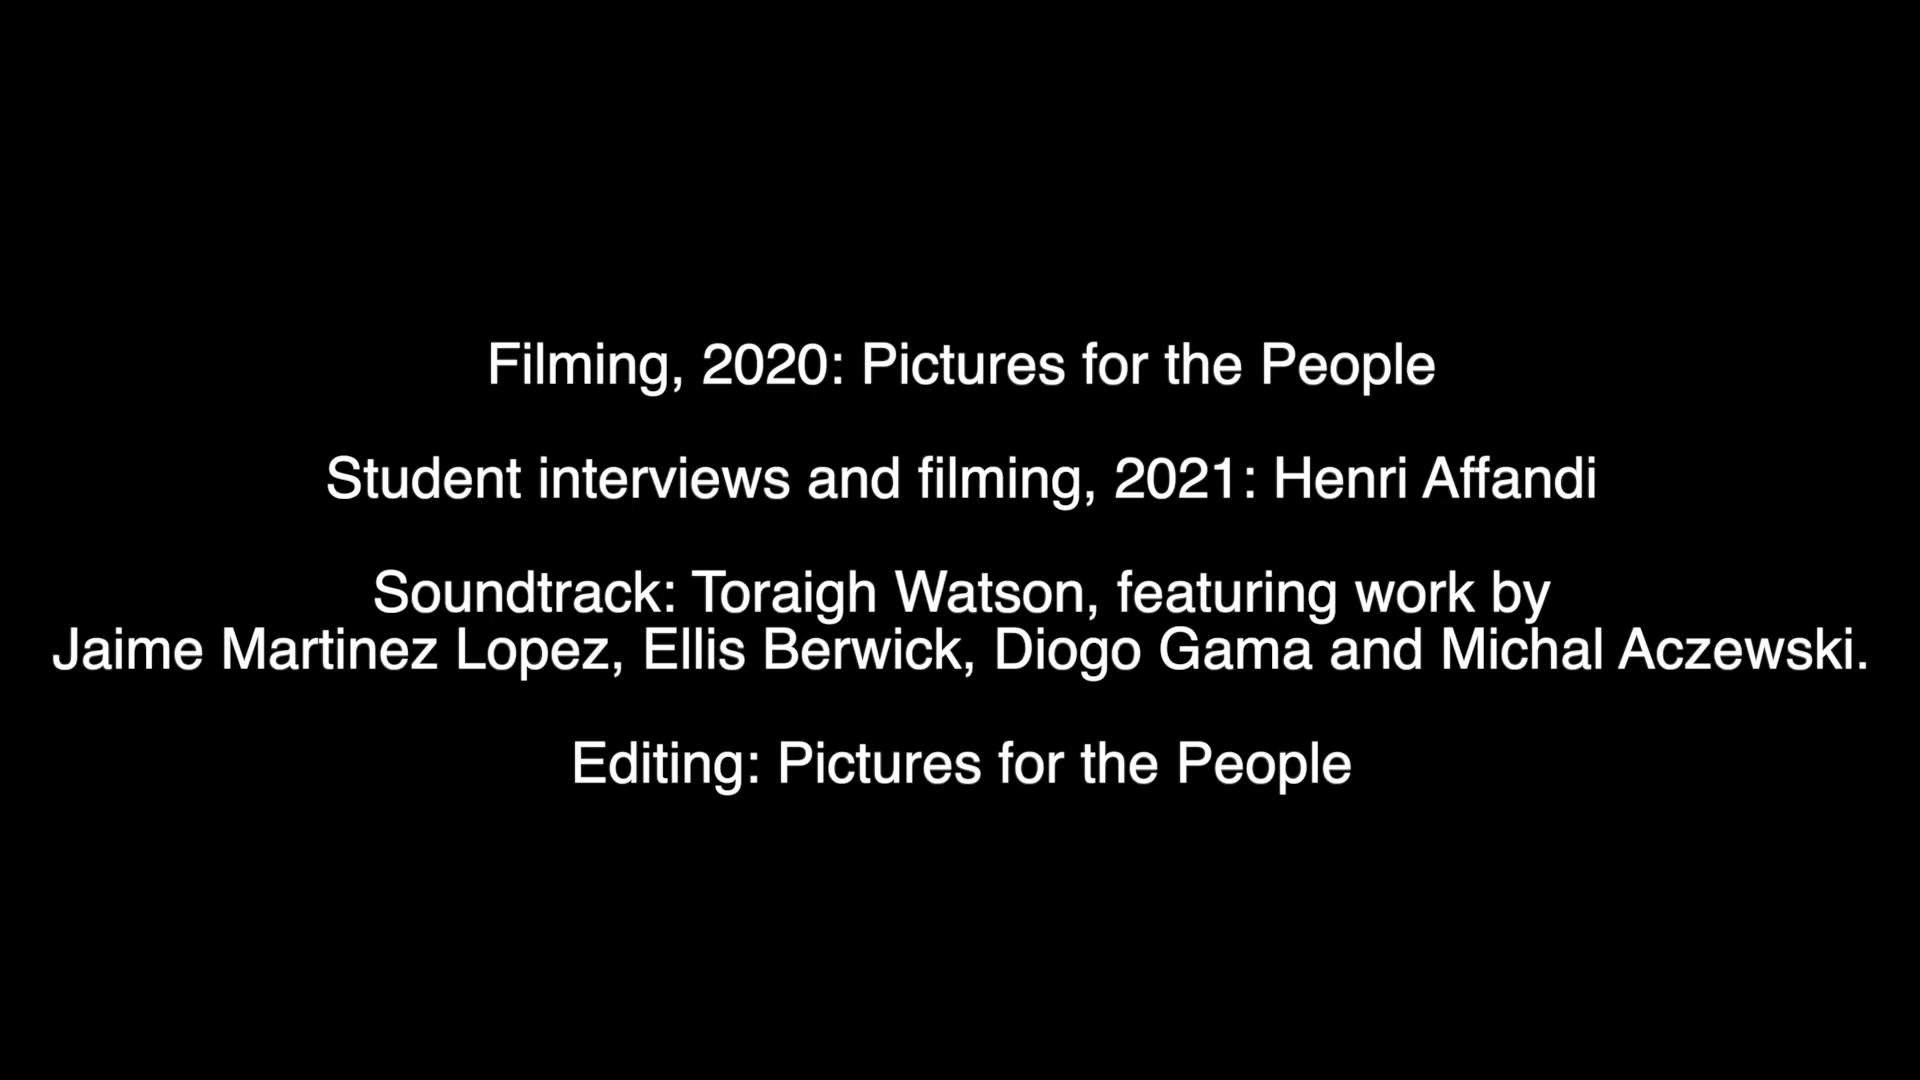 Filming, 2020: Pictures for the People
Student interviews and filming, 2021: Henri Affandi
Soundtrack: Toraigh Watson, featuring work by
Jaime Martinez Lopez, Ellis Berwick, Diogo Gama and Michal Aczewski.
Editing: Pictures for the People